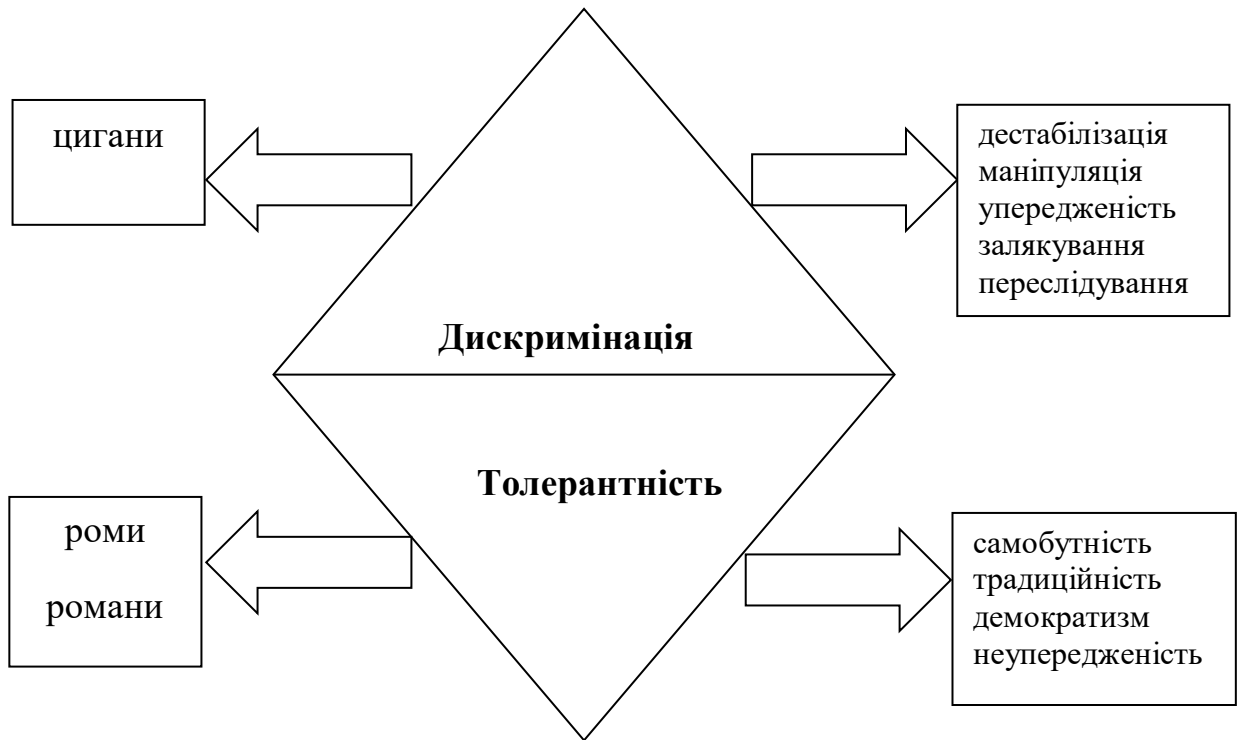 цигани
дестабілізація
маніпуляція
упередженість
залякування
переслідування
Дискримінація
Толерантність
роми
романи
самобутність
традиційність
демократизм
неупередженість